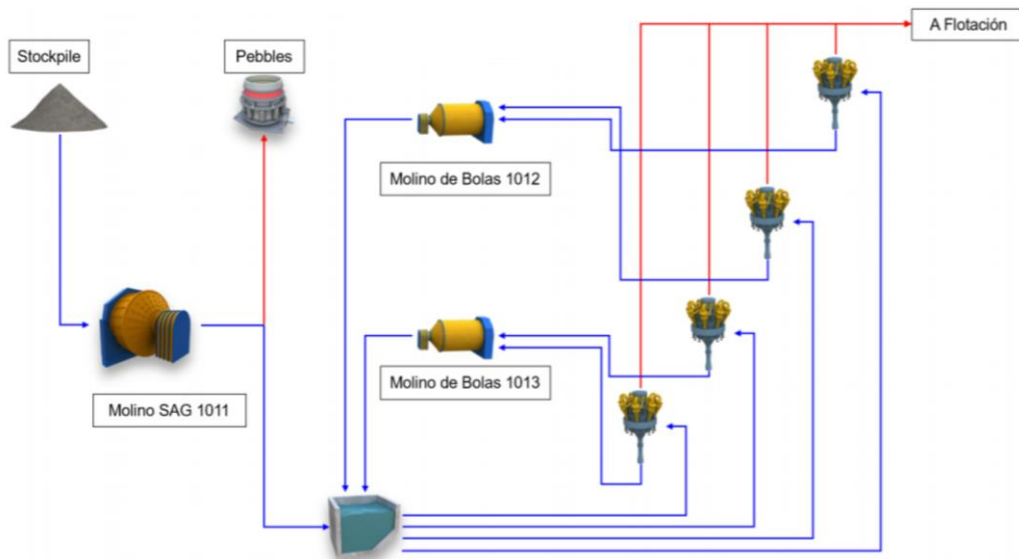 Stockpile
Pebbles
A Flotación
Molino de Bolas 1012
Molino de Bolas 1013
Molino SAG 1011